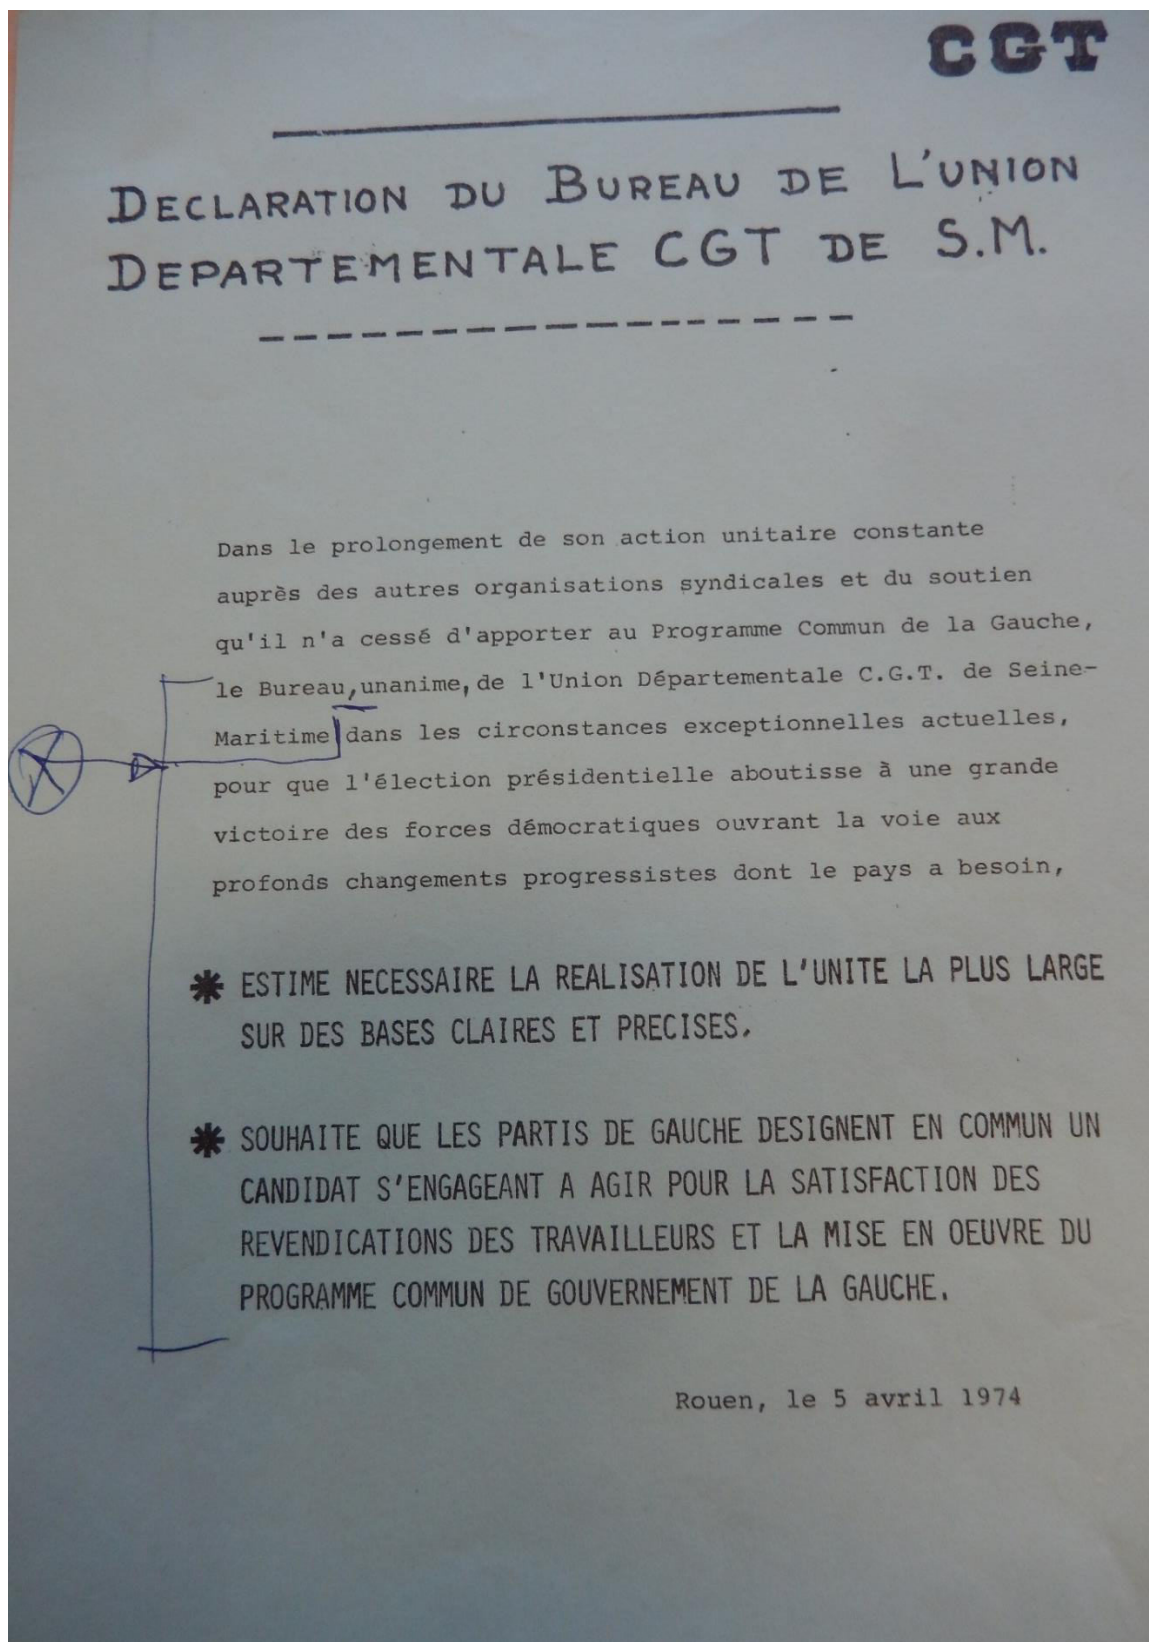 CGT
DECLARATION DU BUREAU DE L'UNION
DEPARTEMENTALE CGT DE S.M.
Dans le prolongement de son action unitaire constante
auprès des autres organisations syndicales et du soutien
qu'il n'a cessé d'apporter au Programme Commun de la Gauche,
le Bureau, unanime, de l'Union Départementale C.G.T. de Seine-
Maritime dans les circonstances exceptionnelles actuelles,
pour que l'élection présidentielle aboutisse à une grande
victoire des forces démocratiques ouvrant la voie aux
profonds changements progressistes dont le pays a besoin,
* ESTIME NECESSAIRE LA REALISATION DE L'UNITE LA PLUS LARGE
SUR DES BASES CLAIRES ET PRECISES.
* SOUHAITE QUE LES PARTIS DE GAUCHE DESIGNENT EN COMMUN UN
CANDIDAT S'ENGAGEANT A AGIR POUR LA SATISFACTION DES
REVENDICATIONS DES TRAVAILLEURS ET LA MISE EN OEUVRE DU
PROGRAMME COMMUN DE GOUVERNEMENT DE LA GAUCHE.
Rouen, le 5 avril 1974